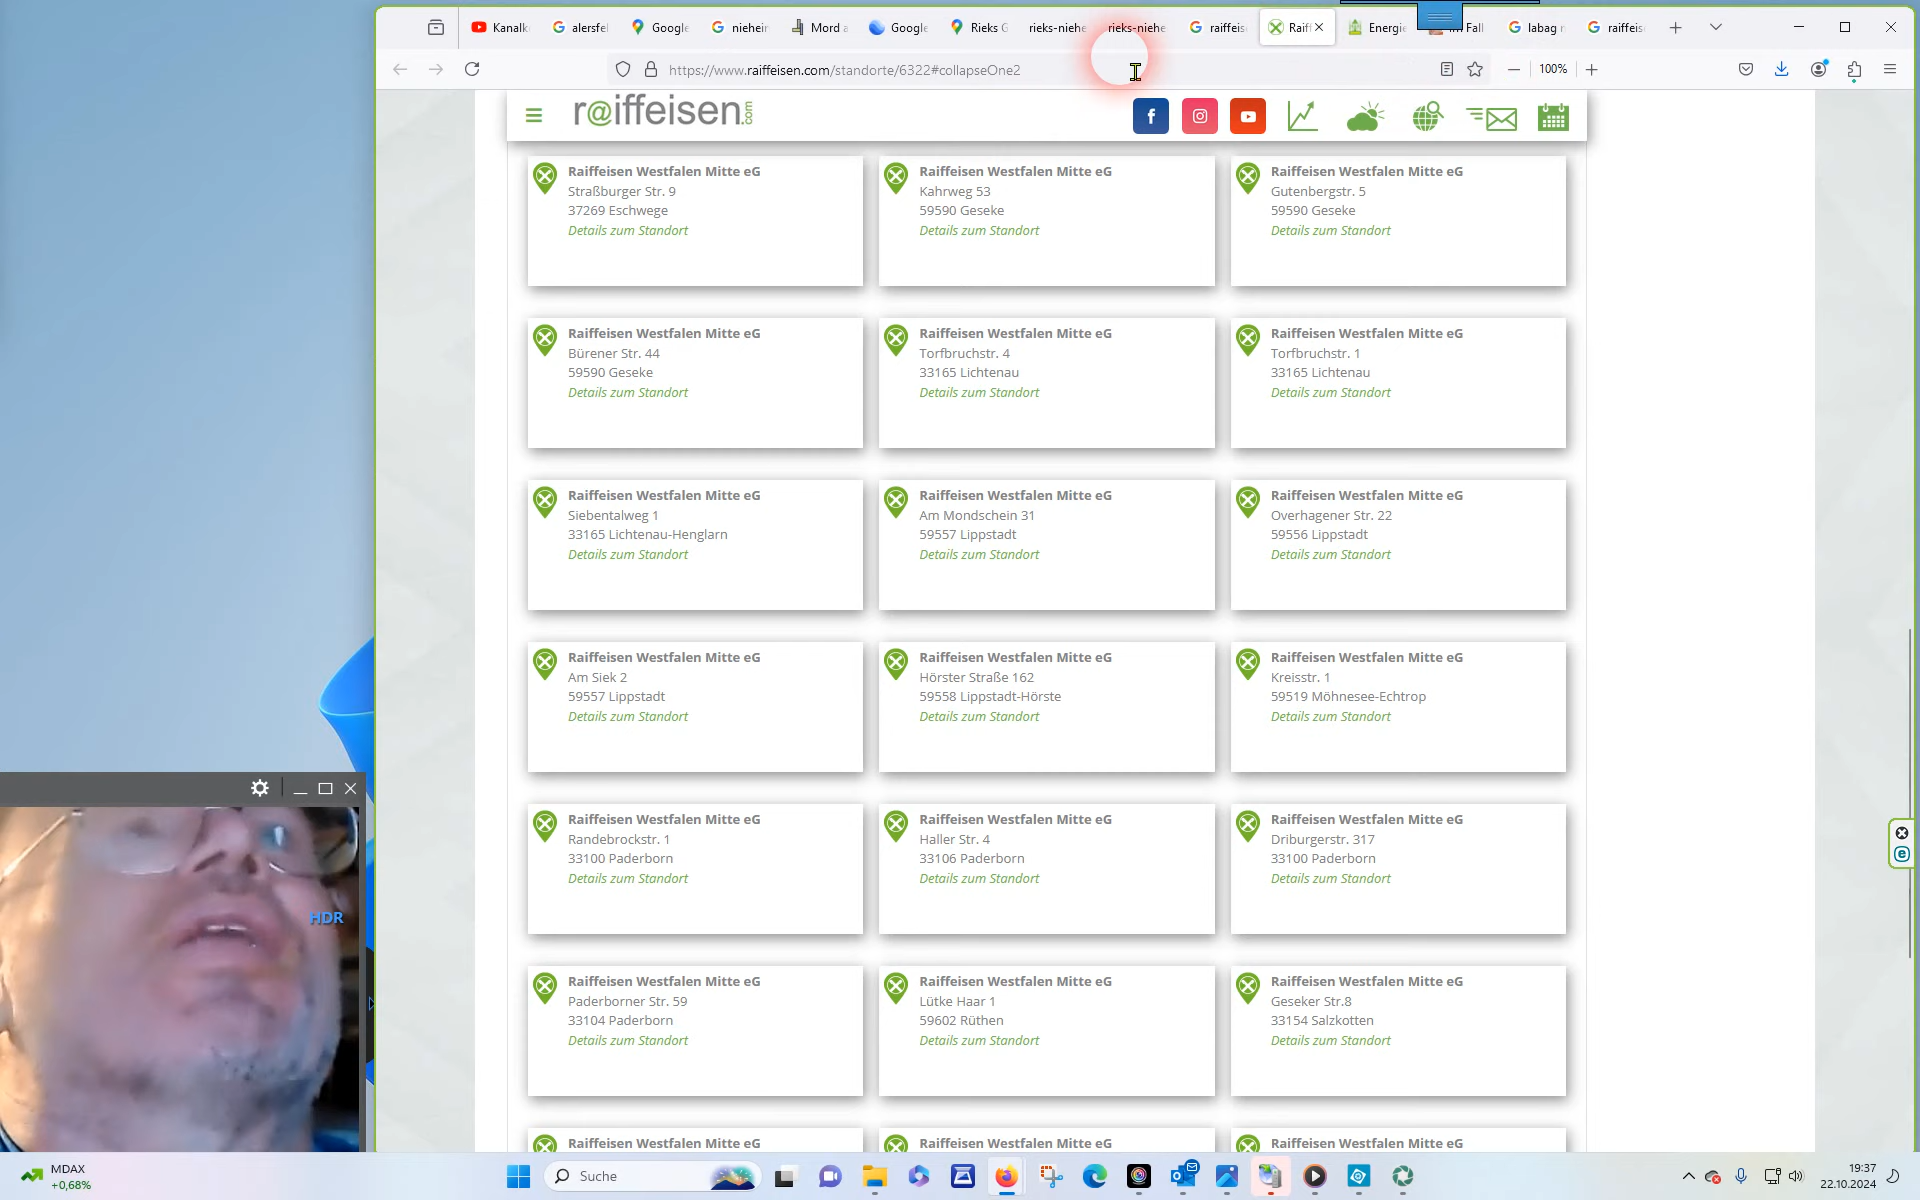 Kanalk
alersfel
Google
niehein
Mord a
Google
Rieks G
rieks-niehe
rieks-niehe
raiffeis
Raiff
Energie
im Fall
labag n
raiffeise
https://www.raiffeisen.com/standorte/6322#collapseOne2
100%
r@iffeisen.com
Raiffeisen Westfalen Mitte eG
Straßburger Str. 9
37269 Eschwege
Details zum Standort
Raiffeisen Westfalen Mitte eG
Kahrweg 53
59590 Geseke
Details zum Standort
Raiffeisen Westfalen Mitte eG
Gutenbergstr. 5
59590 Geseke
Details zum Standort
Raiffeisen Westfalen Mitte eG
Bürener Str. 44
59590 Geseke
Details zum Standort
Raiffeisen Westfalen Mitte eG
Torfbruchstr. 4
33165 Lichtenau
Details zum Standort
Raiffeisen Westfalen Mitte eG
Torfbruchstr. 1
33165 Lichtenau
Details zum Standort
Raiffeisen Westfalen Mitte eG
Siebentalweg 1
33165 Lichtenau-Henglarn
Details zum Standort
Raiffeisen Westfalen Mitte eG
Am Mondschein 31
59557 Lippstadt
Details zum Standort
Raiffeisen Westfalen Mitte eG
Overhagener Str. 22
59556 Lippstadt
Details zum Standort
Raiffeisen Westfalen Mitte eG
Am Siek 2
59557 Lippstadt
Details zum Standort
Raiffeisen Westfalen Mitte eG
Hörster Straße 162
59558 Lippstadt-Hörste
Details zum Standort
Raiffeisen Westfalen Mitte eG
Kreisstr. 1
59519 Möhnesee-Echtrop
Details zum Standort
Raiffeisen Westfalen Mitte eG
Randebrockstr. 1
33100 Paderborn
Details zum Standort
Raiffeisen Westfalen Mitte eG
Haller Str. 4
33106 Paderborn
Details zum Standort
Raiffeisen Westfalen Mitte eG
Driburgerstr. 317
33100 Paderborn
Details zum Standort
Raiffeisen Westfalen Mitte eG
Paderborner Str. 59
33104 Paderborn
Details zum Standort
Raiffeisen Westfalen Mitte eG
Lütke Haar 1
59602 Rüthen
Details zum Standort
Raiffeisen Westfalen Mitte eG
Geseker Str.8
33154 Salzkotten
Details zum Standort
Raiffeisen Westfalen Mitte eG
Raiffeisen Westfalen Mitte eG
Raiffeisen Westfalen Mitte eG
HDR
MDAX
+0,68%
Suche
19:37
22.10.2024